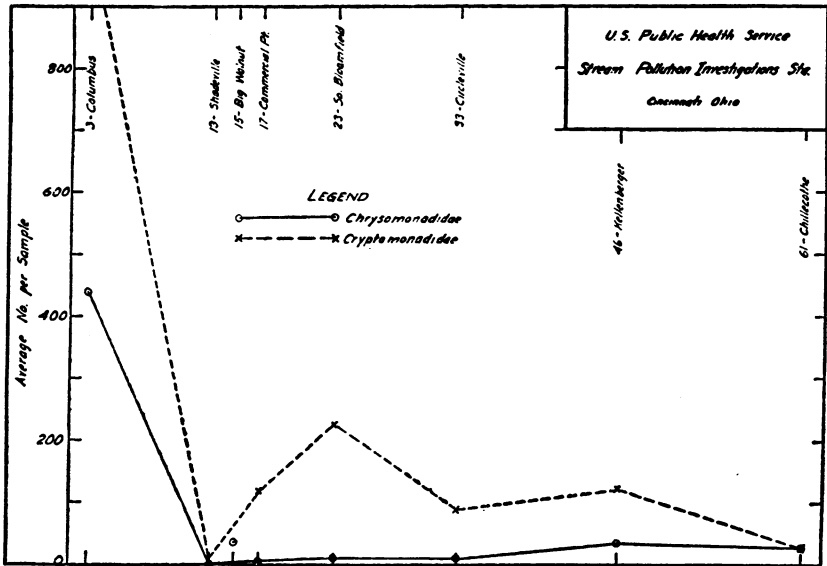 U.S. Public Health Service
Stream Pollution Investigations Sta.
Cincinnati Ohio
3-Columbus
13-Shadeville
15-Big Walnut
17-Commercial Pt.
23-So. Bloomfield
33-Circleville
46-Kellenberger
61-Chillecothe
LEGEND
Chrysomonadidae
Cryptomonadidae
Average No. per Sample
800
600
400
200
0